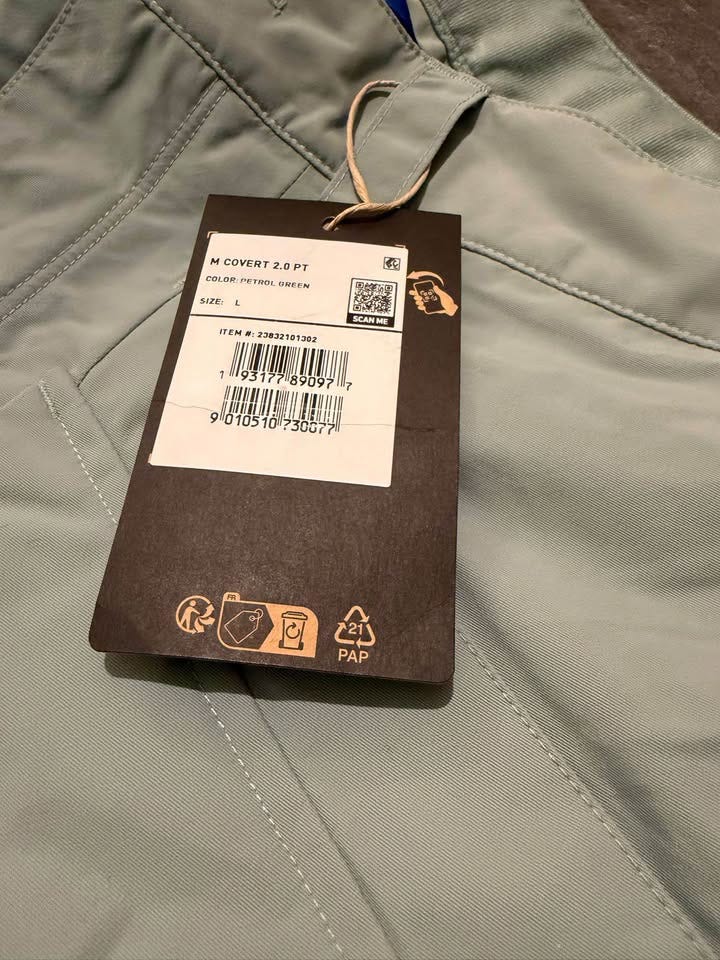 M COVERT 2.0 PT
COLOR: PETROL GREEN
SIZE: L
SCAN ME
ITEM #: 23832101302
1 93177 89097 7
9 010510 730877
FR
21
PAP